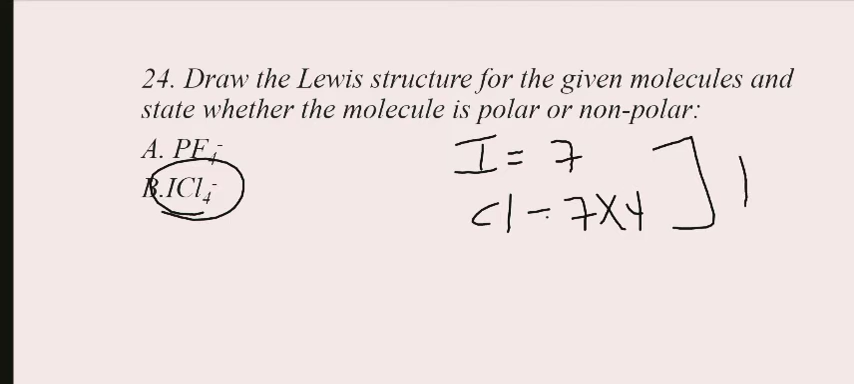 24. Draw the Lewis structure for the given molecules and
state whether the molecule is polar or non-polar:
A. PF₄⁻
B.ICl₄⁻
I = 7
Cl - 7X4